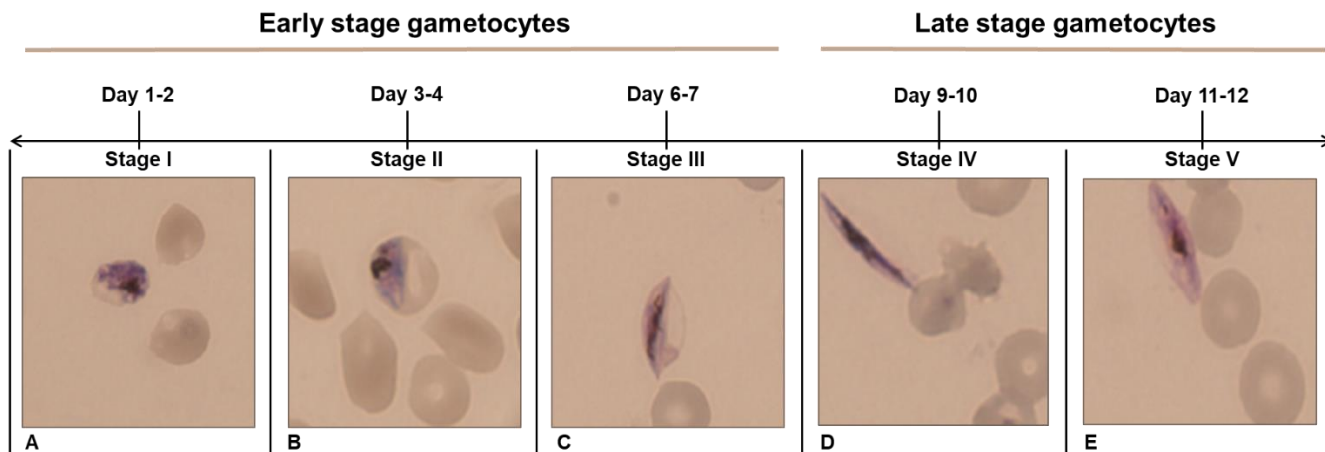 Early stage gametocytes
Late stage gametocytes
Day 1-2
Day 3-4
Day 6-7
Day 9-10
Day 11-12
Stage I
Stage II
Stage III
Stage IV
Stage V
A
B
C
D
E